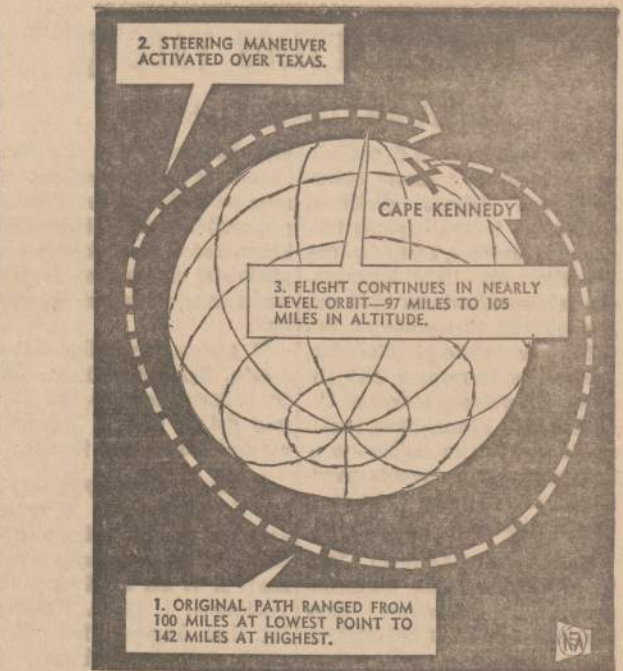 2. STEERING MANEUVER
ACTIVATED OVER TEXAS.
CAPE KENNEDY
3. FLIGHT CONTINUES IN NEARLY
LEVEL ORBIT—97 MILES TO 105
MILES IN ALTITUDE.
1. ORIGINAL PATH RANGED FROM
100 MILES AT LOWEST POINT TO
142 MILES AT HIGHEST.
NEA